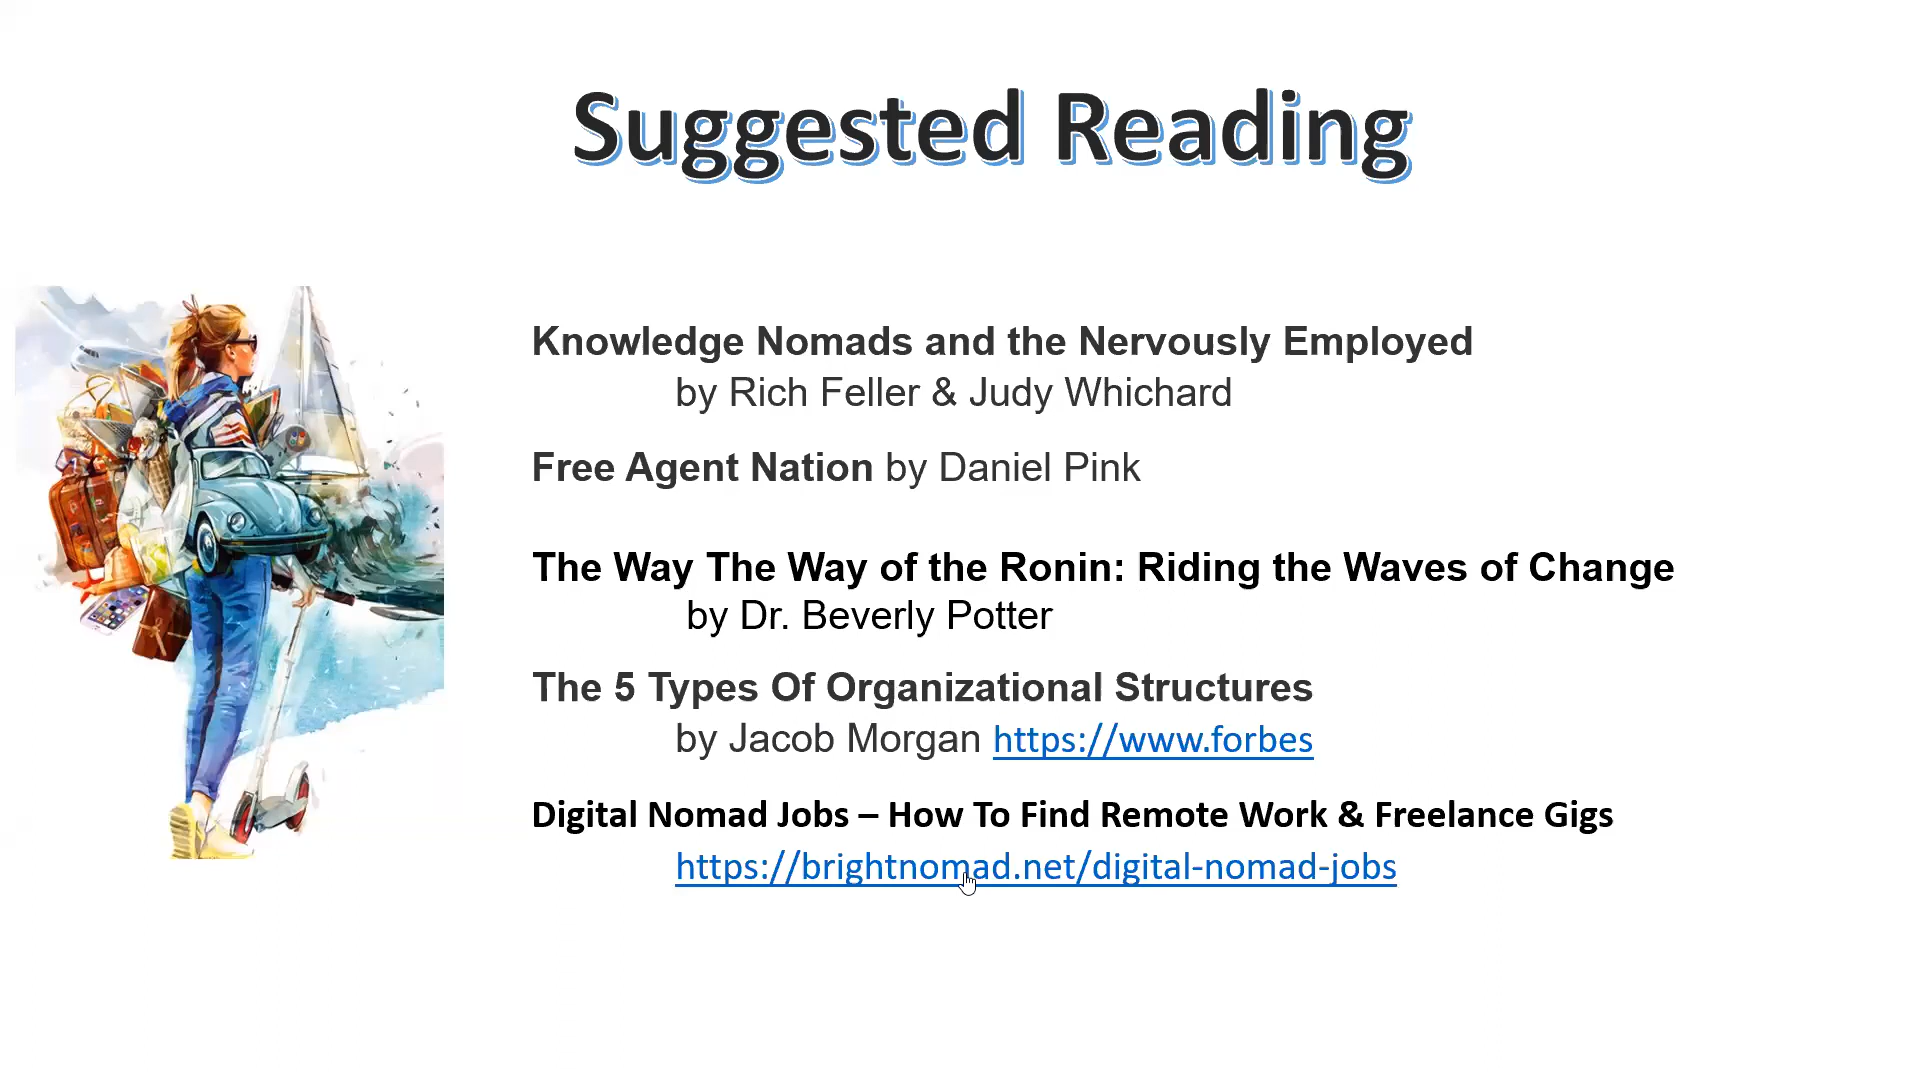 Suggested Reading
Knowledge Nomads and the Nervously Employed
by Rich Feller & Judy Whichard
Free Agent Nation by Daniel Pink
The Way The Way of the Ronin: Riding the Waves of Change
by Dr. Beverly Potter
The 5 Types Of Organizational Structures
by Jacob Morgan https://www.forbes
Digital Nomad Jobs – How To Find Remote Work & Freelance Gigs
https://brightnomad.net/digital-nomad-jobs